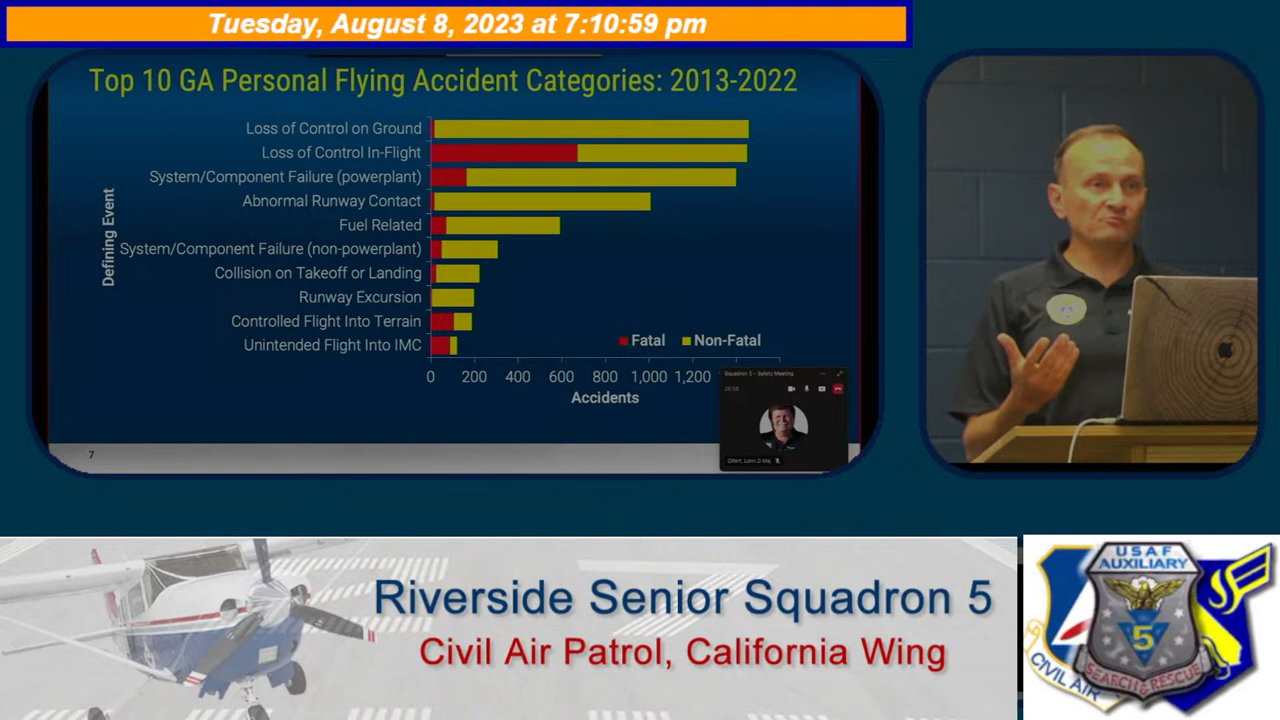 Tuesday, August 8, 2023 at 7:10:59 pm
Top 10 GA Personal Flying Accident Categories: 2013-2022
Defining Event
Loss of Control on Ground
Loss of Control In-Flight
System/Component Failure (powerplant)
Abnormal Runway Contact
Fuel Related
System/Component Failure (non-powerplant)
Collision on Takeoff or Landing
Runway Excursion
Controlled Flight Into Terrain
Unintended Flight Into IMC
Fatal Non-Fatal
0 200 400 600 800 1,000 1,200
Accidents
Squadron 5 - Safety Meeting
7
Riverside Senior Squadron 5
Civil Air Patrol, California Wing
USAF
AUXILIARY
5
SEARCH & RESCUE
CIVIL AIR